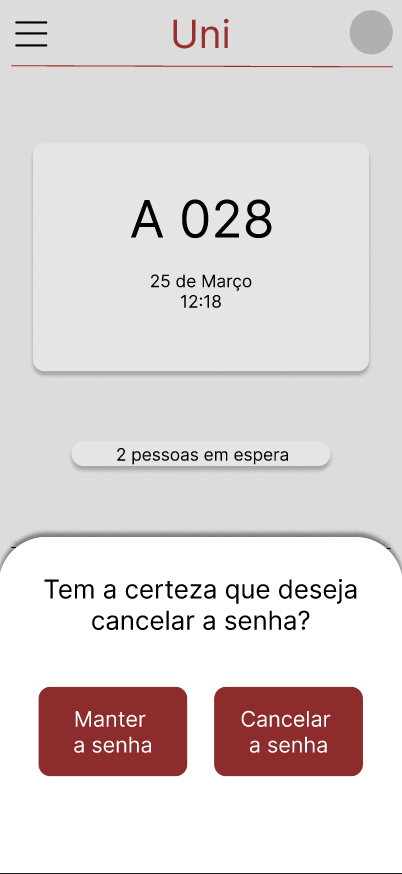 Uni
A 028
25 de Março
12:18
2 pessoas em espera
Tem a certeza que deseja
cancelar a senha?
Manter
a senha
Cancelar
a senha